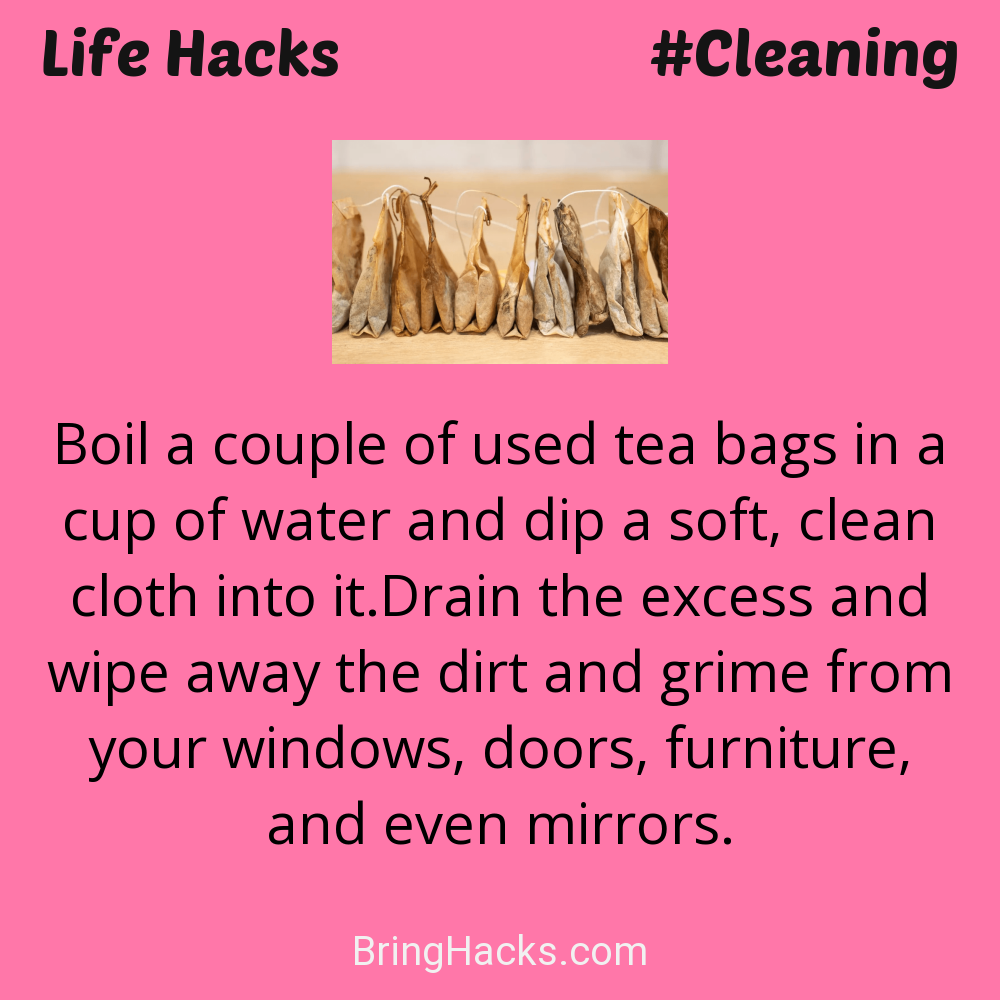 Life Hacks #Cleaning
Boil a couple of used tea bags in a
cup of water and dip a soft, clean
cloth into it.Drain the excess and
wipe away the dirt and grime from
your windows, doors, furniture,
and even mirrors.
BringHacks.com